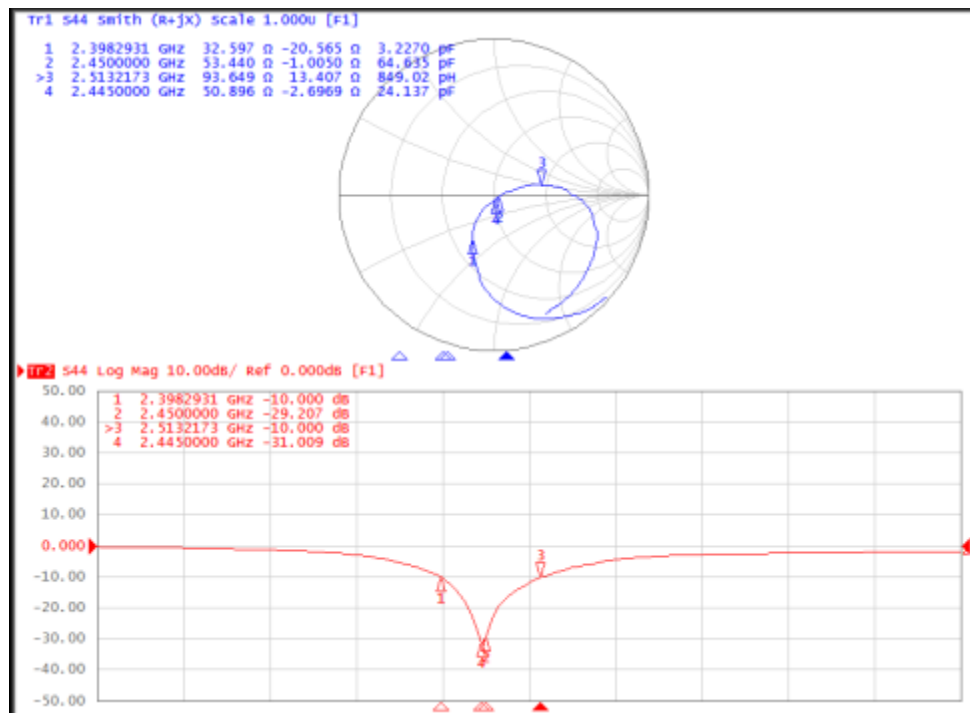 Tr1 S44 Smith (R+jX) Scale 1.000U [F1]
1 2.3982931 GHz 32.597 Ω -20.565 Ω 3.2270 pF
2 2.4500000 GHz 53.440 Ω -1.0050 Ω 64.635 pF
>3 2.5132173 GHz 93.649 Ω 13.407 Ω 849.02 pH
4 2.4450000 GHz 50.896 Ω -2.6969 Ω 24.137 pF
3
1
Tr2 S44 Log Mag 10.00dB/ Ref 0.000dB [F1]
50.00
1 2.3982931 GHz -10.000 dB
40.00
2 2.4500000 GHz -29.207 dB
>3 2.5132173 GHz -10.000 dB
30.00
4 2.4450000 GHz -31.009 dB
20.00
10.00
0.000
3
-10.00
1
-20.00
-30.00
-40.00
-50.00